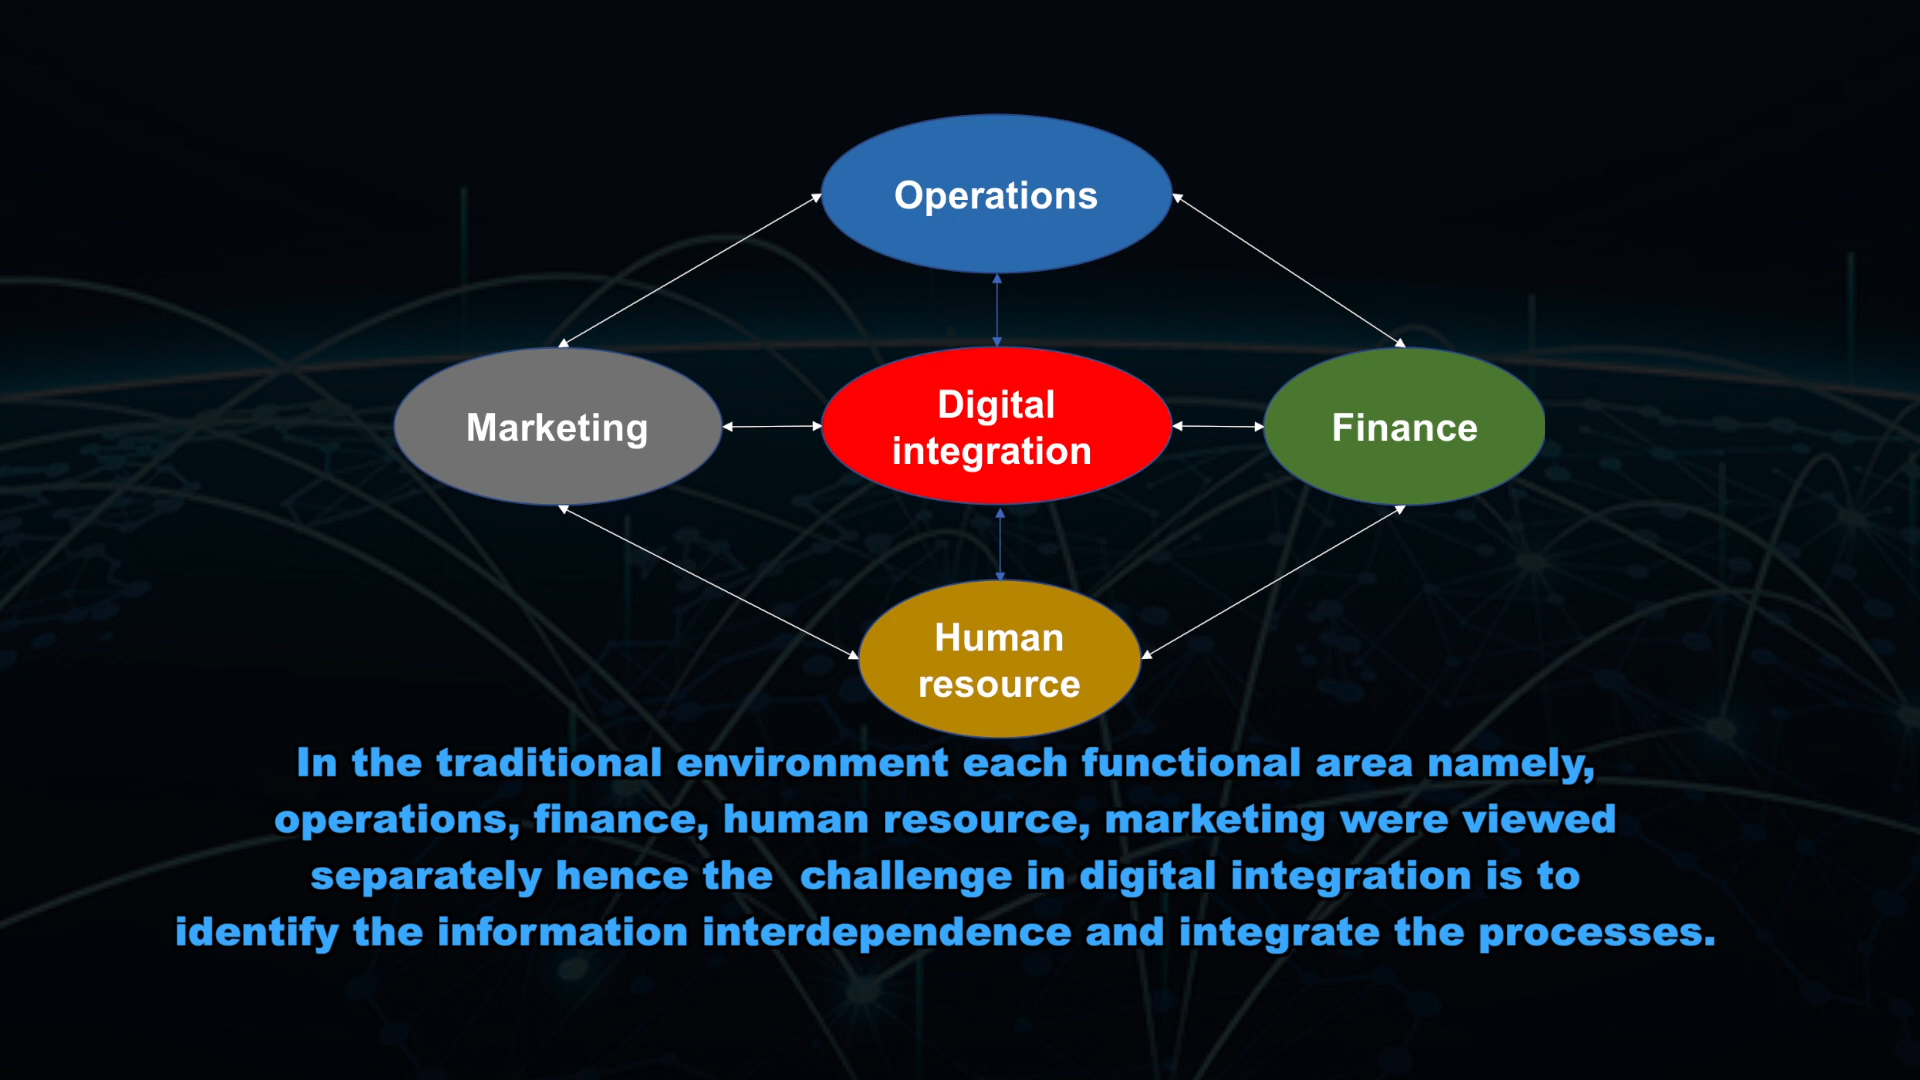 Operations
Marketing
Digital
integration
Finance
Human
resource
In the traditional environment each functional area namely,
operations, finance, human resource, marketing were viewed
separately hence the  challenge in digital integration is to
identify the information interdependence and integrate the processes.